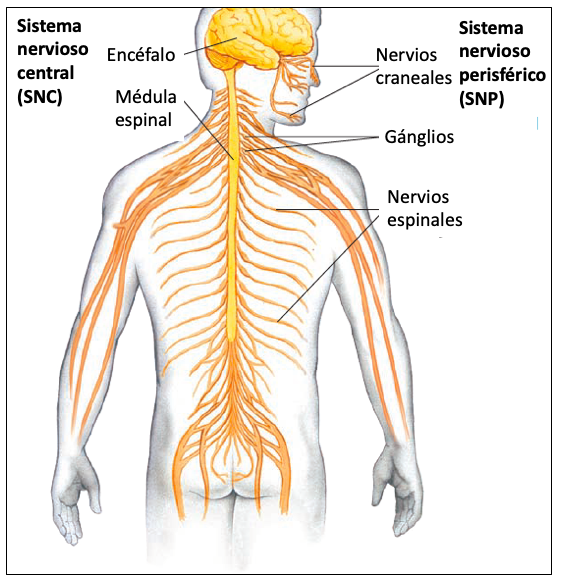 Sistema
nervioso
central
(SNC)
Encéfalo
Médula
espinal
Sistema
nervioso
perisférico
(SNP)
Nervios
craneales
Gánglios
Nervios
espinales